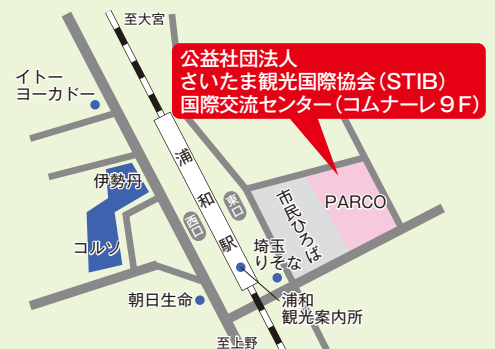 至大宮
公益社団法人
さいたま観光国際協会（STIB）
国際交流センター（コムナーレ９F）
イトー
ヨーカドー
浦和駅
伊勢丹
東口
西口
コルソ
市民ひろば
PARCO
埼玉
りそな
朝日生命
浦和
観光案内所
至上野